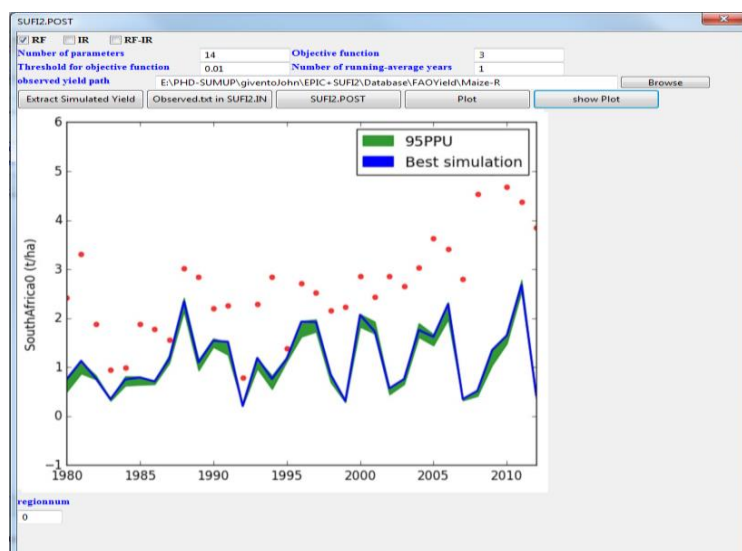 SUFI2.POST
RF IR RF-IR
Number of parameters 14 Objective function 3
Threshold for objective function 0.01 Number of running-average years 1
observed yield path E:\PHD-SUMUP\giventoJohn\EPIC+SUFI2\Database\FAOYield\Maize-R Browse
Extract Simulated Yield Observed.txt in SUFI2.IN SUFI2.POST Plot show Plot
95PPU
Best simulation
SouthAfrica0 (t/ha)
6
5
4
3
2
1
0
−1
1980 1985 1990 1995 2000 2005 2010
regionnum
0